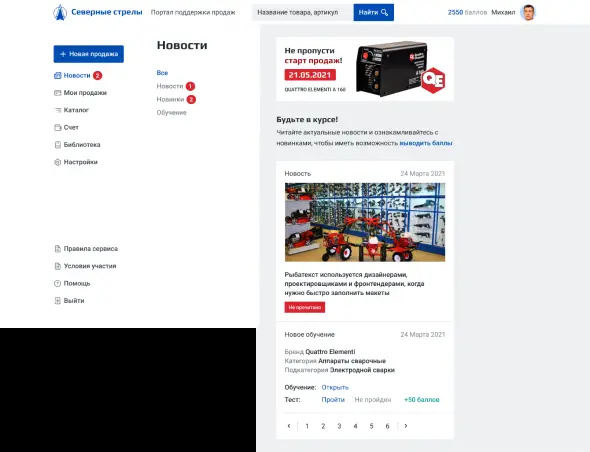 Северные стрелы
Портал поддержки продаж
Название товара, артикул
Найти
2550 баллов
Михаил
+ Новая продажа
Новости 2
Мои продажи
Каталог
Счет
Библиотека
Настройки
Правила сервиса
Условия участия
Помощь
Выйти
Новости
Все
Новости 1
Новинки 2
Обучение
Не пропусти
старт продаж!
21.05.2021
QUATTRO ELEMENTI A 160
QE
Будьте в курсе!
Читайте актуальные новости и ознакамливайтесь с
новинками, чтобы иметь возможность выводить баллы
Новость
24 Марта 2021
Рыбатекст используется дизайнерами,
проектировщиками и фронтендерами, когда
нужно быстро заполнить макеты
Не прочитано
Новое обучение
24 Марта 2021
Бренд Quattro Elementi
Категория Аппараты сварочные
Подкатегория Электродной сварки
Обучение: Открыть
Тест: Пройти Не пройден +50 баллов
‹ 1 2 3 4 5 6 ›